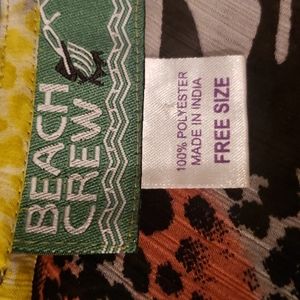 BEACH
CREW
100% POLYESTER
MADE IN INDIA
FREE SIZE